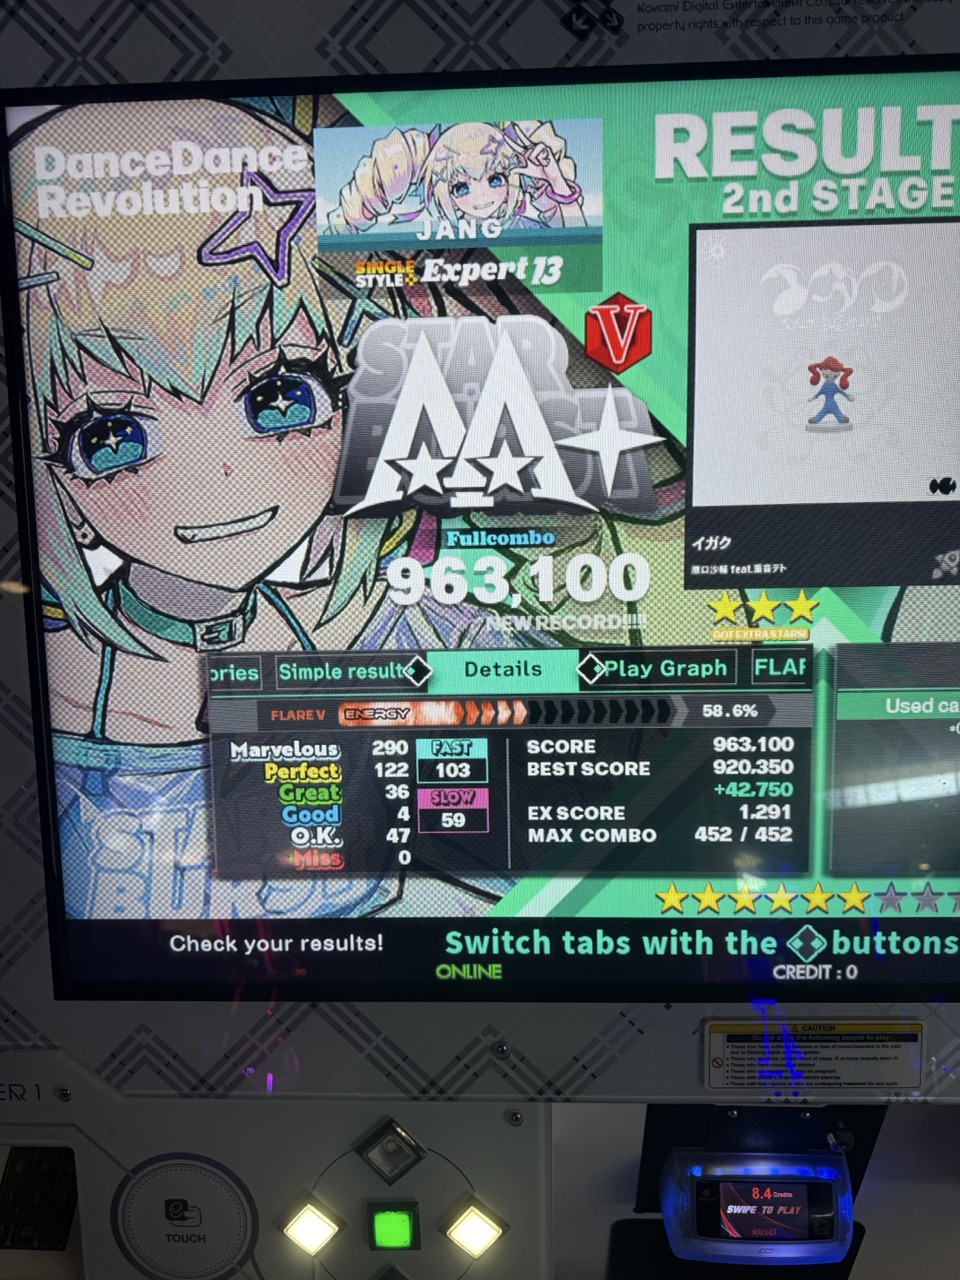 Konami Digital Entertainment Co., Ltd.
property rights with respect to this game product.
DanceDance
Revolution
JANG
SINGLE
STYLE
Expert 13
RESULT
2nd STAGE
STAR
V
AA+
Fullcombo
963,100
NEW RECORD!!!!
イガク
原口沙輔 feat.重音テト
GOT EXTRA STARS!
ories
Simple result
Details
Play Graph
FLAR
FLARE V
ENERGY
58.6%
Used ca
Marvelous 290
Perfect 122
Great 36
Good 4
O.K. 47
Miss 0
FAST
103
SLOW
59
SCORE 963,100
BEST SCORE 920,350
+42,750
EX SCORE 1,291
MAX COMBO 452 / 452
Check your results!
Switch tabs with the buttons
ONLINE
CREDIT : 0
CAUTION
ER 1
TOUCH
8.4 Credits
SWIPE TO PLAY